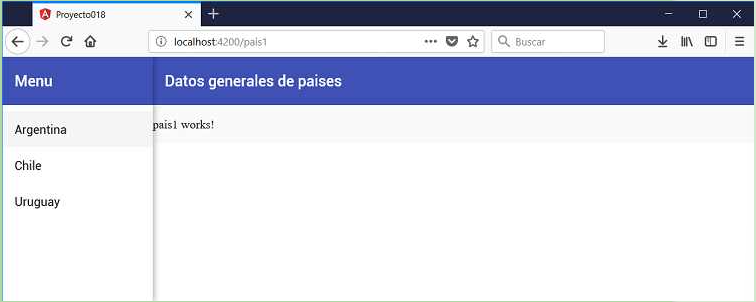 Proyecto018
localhost:4200/pais1
Buscar
Menu
Datos generales de paises
Argentina
pais1 works!
Chile
Uruguay